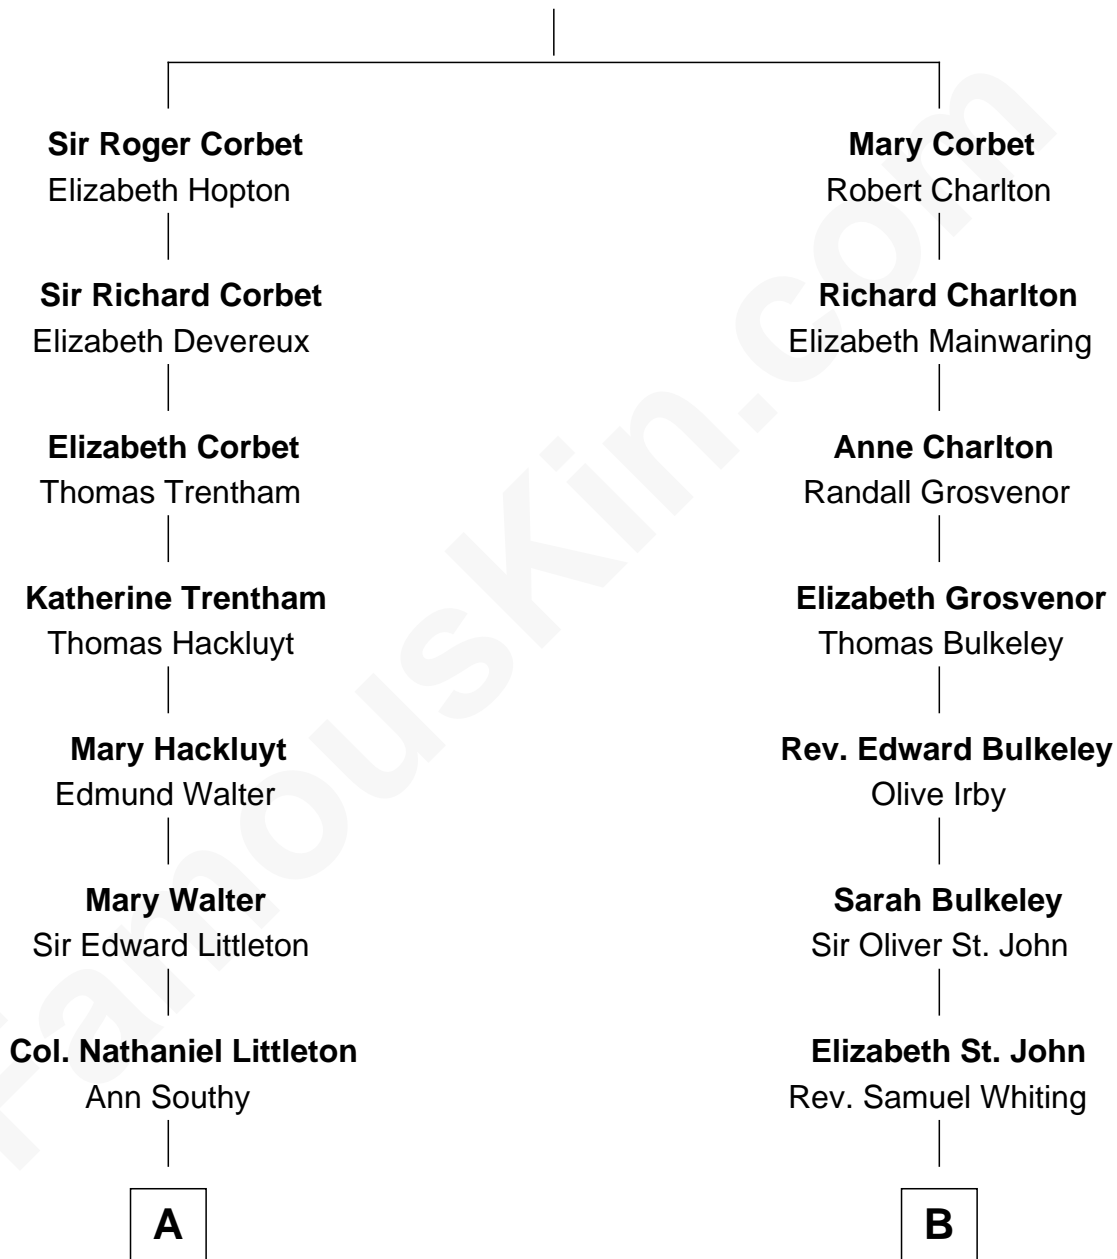 Sir Roger Corbet
Elizabeth Hopton
Sir Richard Corbet
Elizabeth Devereux
Elizabeth Corbet
Thomas Trentham
Katherine Trentham
Thomas Hackluyt
Mary Hackluyt
Edmund Walter
Mary Walter
Sir Edward Littleton
Col. Nathaniel Littleton
Ann Southy
A
Mary Corbet
Robert Charlton
Richard Charlton
Elizabeth Mainwaring
Anne Charlton
Randall Grosvenor
Elizabeth Grosvenor
Thomas Bulkeley
Rev. Edward Bulkeley
Olive Irby
Sarah Bulkeley
Sir Oliver St. John
Elizabeth St. John
Rev. Samuel Whiting
B
FamousKin.com